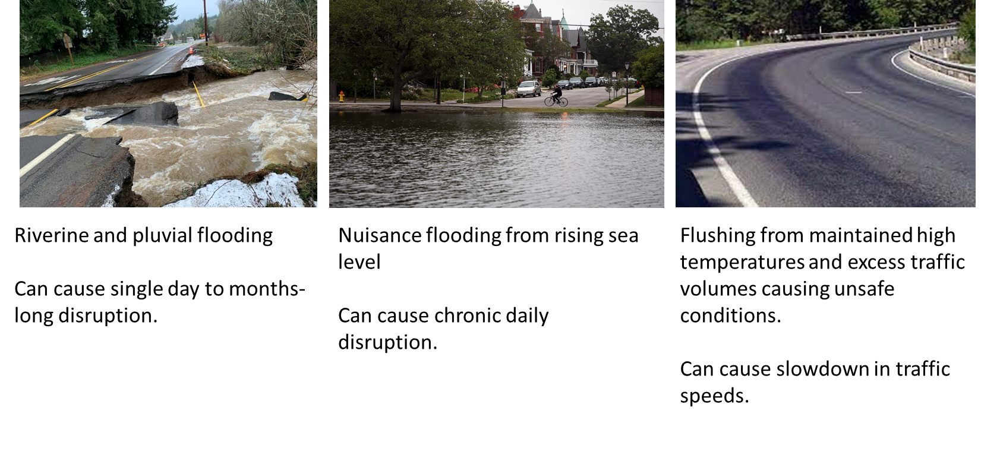 Riverine and pluvial flooding
Can cause single day to months-
long disruption.
Nuisance flooding from rising sea
level
Can cause chronic daily
disruption.
Flushing from maintained high
temperatures and excess traffic
volumes causing unsafe
conditions.
Can cause slowdown in traffic
speeds.